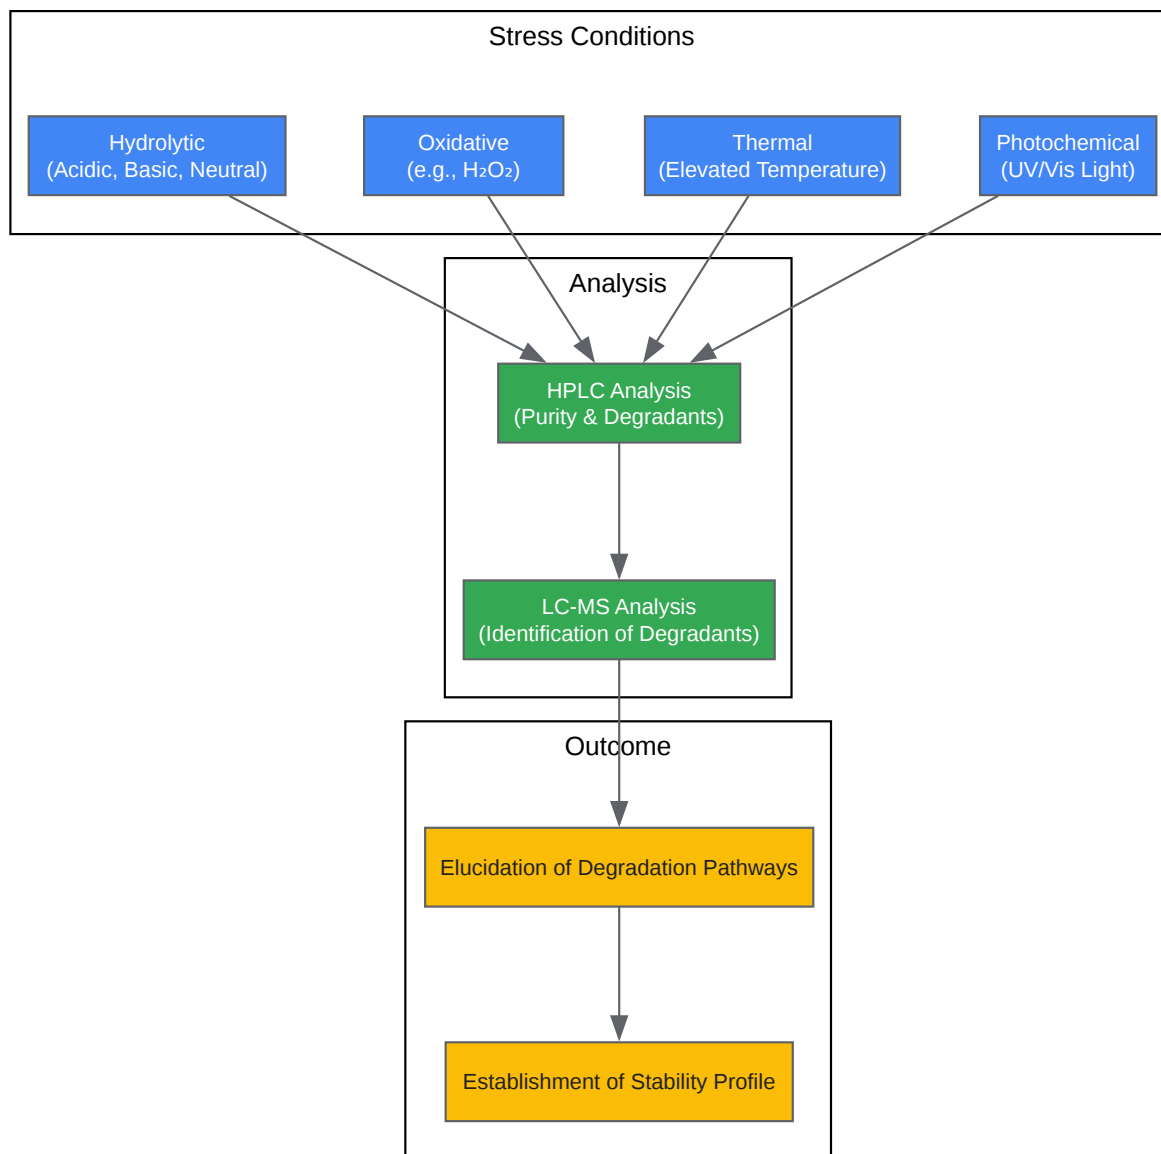 Stress Conditions
Hydrolytic
(Acidic, Basic, Neutral)
Oxidative
(e.g., H₂O₂)
Thermal
(Elevated Temperature)
Photochemical
(UV/Vis Light)
Analysis
HPLC Analysis
(Purity & Degradants)
LC-MS Analysis
(Identification of Degradants)
Outcome
Elucidation of Degradation Pathways
Establishment of Stability Profile